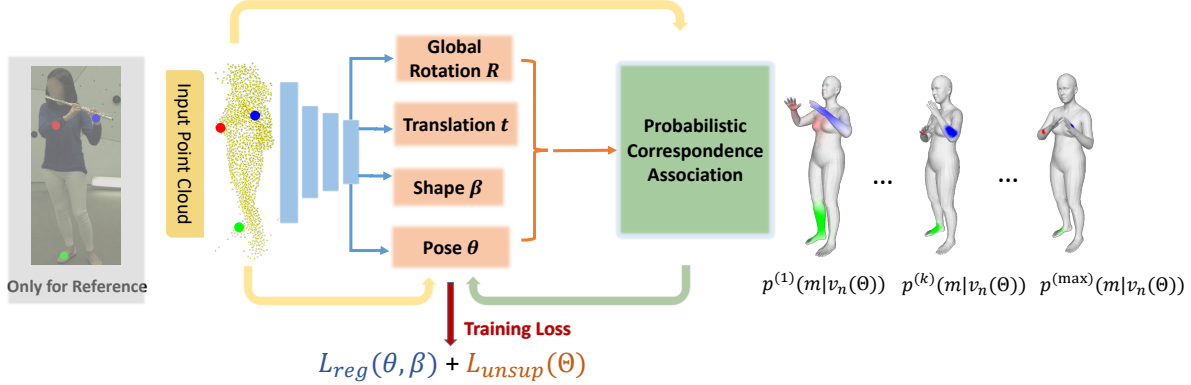 Only for Reference
Input Point Cloud
Global
Rotation R
Translation t
Shape β
Pose θ
Probabilistic
Correspondence
Association
...
...
p^(1)(m|v_n(Θ))
p^(k)(m|v_n(Θ))
p^(max)(m|v_n(Θ))
Training Loss
L_reg(θ, β) + L_unsup(Θ)